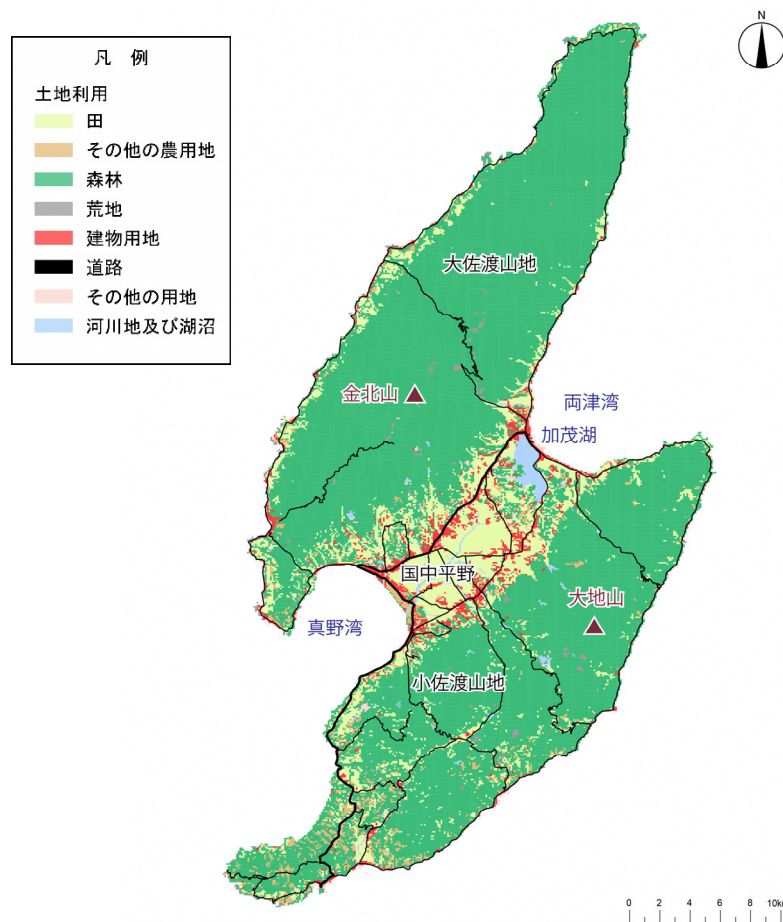 凡 例
土地利用
田
その他の農用地
森林
荒地
建物用地
道路
その他の用地
河川地及び湖沼
N
大佐渡山地
金北山
両津湾
加茂湖
国中平野
大地山
真野湾
小佐渡山地
0 2 4 6 8 10km